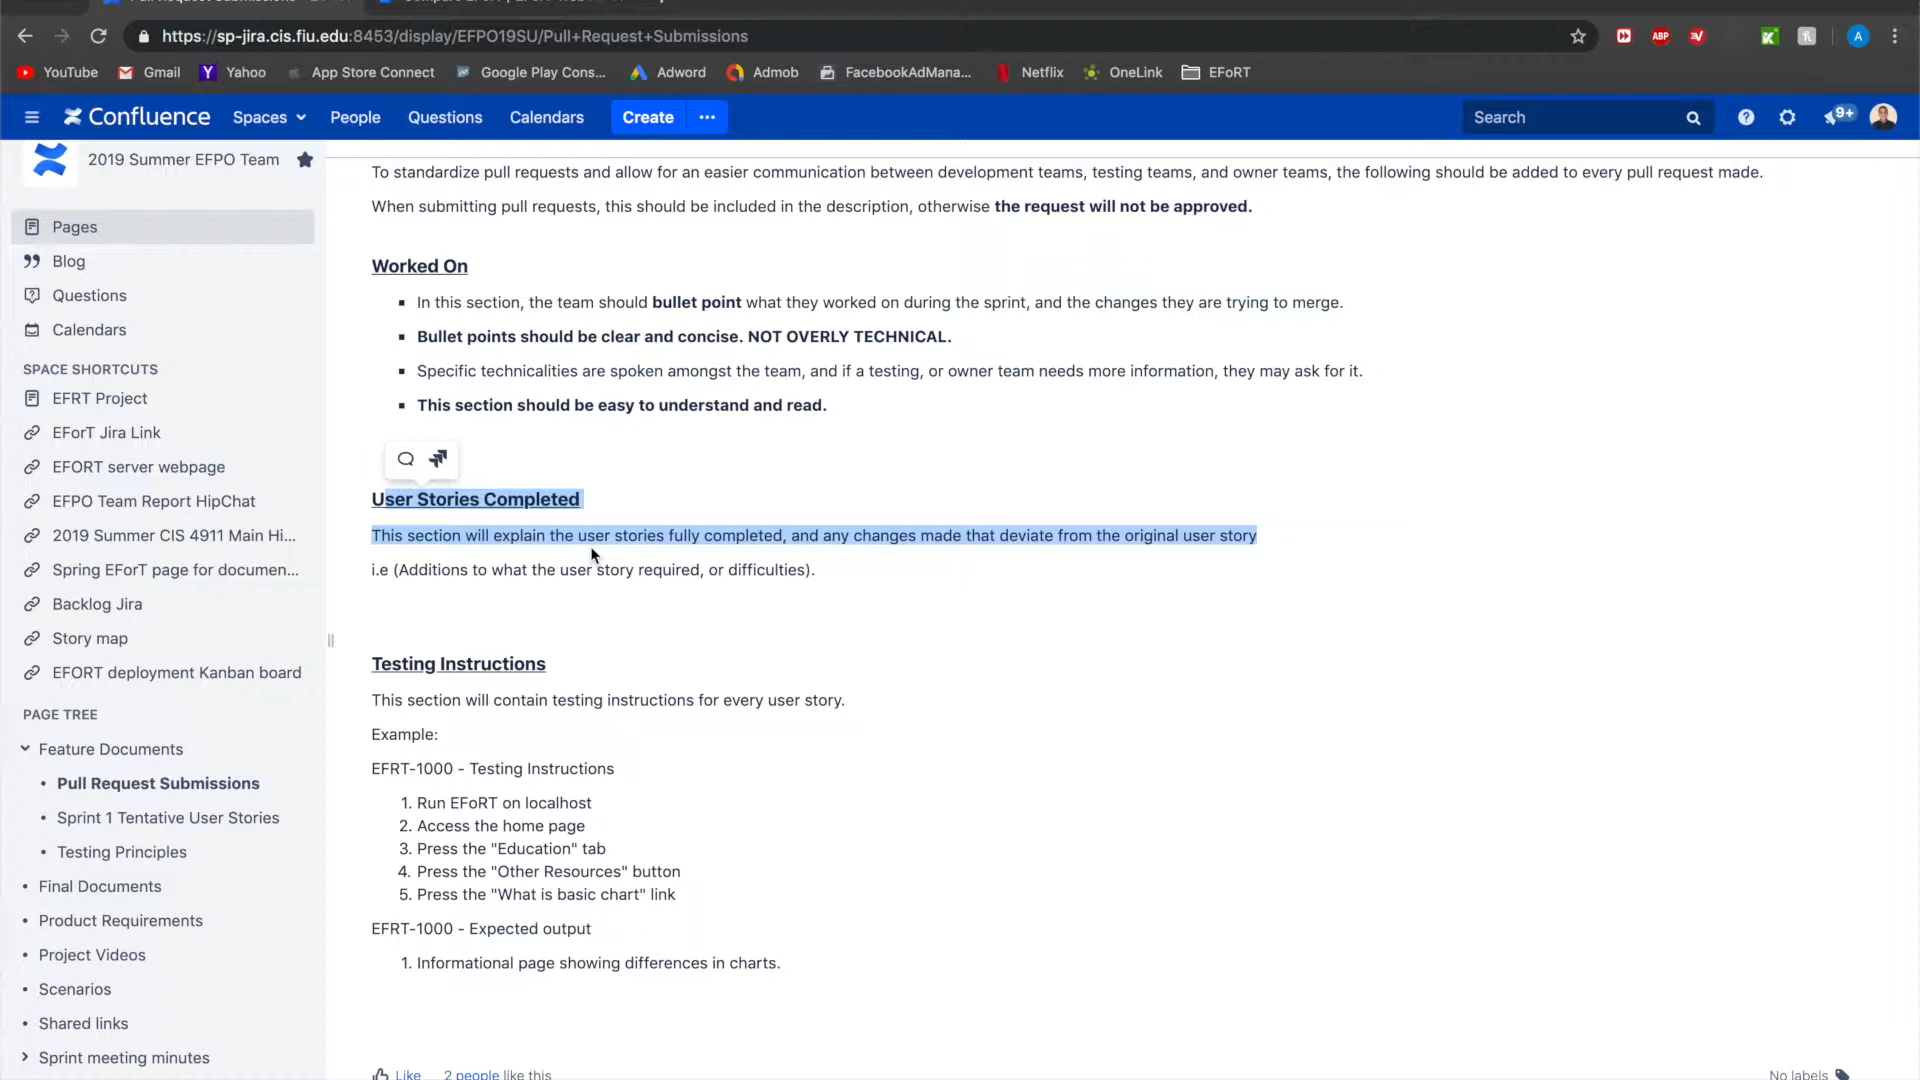 https://sp-jira.cis.fiu.edu:8453/display/EFPO19SU/Pull+Request+Submissions
ABP
A
YouTube
Gmail
Yahoo
App Store Connect
Google Play Cons...
Adword
Admob
FacebookAdMana...
Netflix
OneLink
EFoRT
Confluence
Spaces
People
Questions
Calendars
Create
Search
9+
2019 Summer EFPO Team
Pages
Blog
Questions
Calendars
SPACE SHORTCUTS
EFRT Project
EForT Jira Link
EFORT server webpage
EFPO Team Report HipChat
2019 Summer CIS 4911 Main Hi...
Spring EForT page for documen...
Backlog Jira
Story map
EFORT deployment Kanban board
PAGE TREE
Feature Documents
Pull Request Submissions
Sprint 1 Tentative User Stories
Testing Principles
Final Documents
Product Requirements
Project Videos
Scenarios
Shared links
Sprint meeting minutes
To standardize pull requests and allow for an easier communication between development teams, testing teams, and owner teams, the following should be added to every pull request made.
When submitting pull requests, this should be included in the description, otherwise the request will not be approved.
Worked On
In this section, the team should bullet point what they worked on during the sprint, and the changes they are trying to merge.
Bullet points should be clear and concise. NOT OVERLY TECHNICAL.
Specific technicalities are spoken amongst the team, and if a testing, or owner team needs more information, they may ask for it.
This section should be easy to understand and read.
User Stories Completed
This section will explain the user stories fully completed, and any changes made that deviate from the original user story
i.e (Additions to what the user story required, or difficulties).
Testing Instructions
This section will contain testing instructions for every user story.
Example:
EFRT-1000 - Testing Instructions
1. Run EFoRT on localhost
2. Access the home page
3. Press the "Education" tab
4. Press the "Other Resources" button
5. Press the "What is basic chart" link
EFRT-1000 - Expected output
1. Informational page showing differences in charts.
Like
2 people like this
No labels